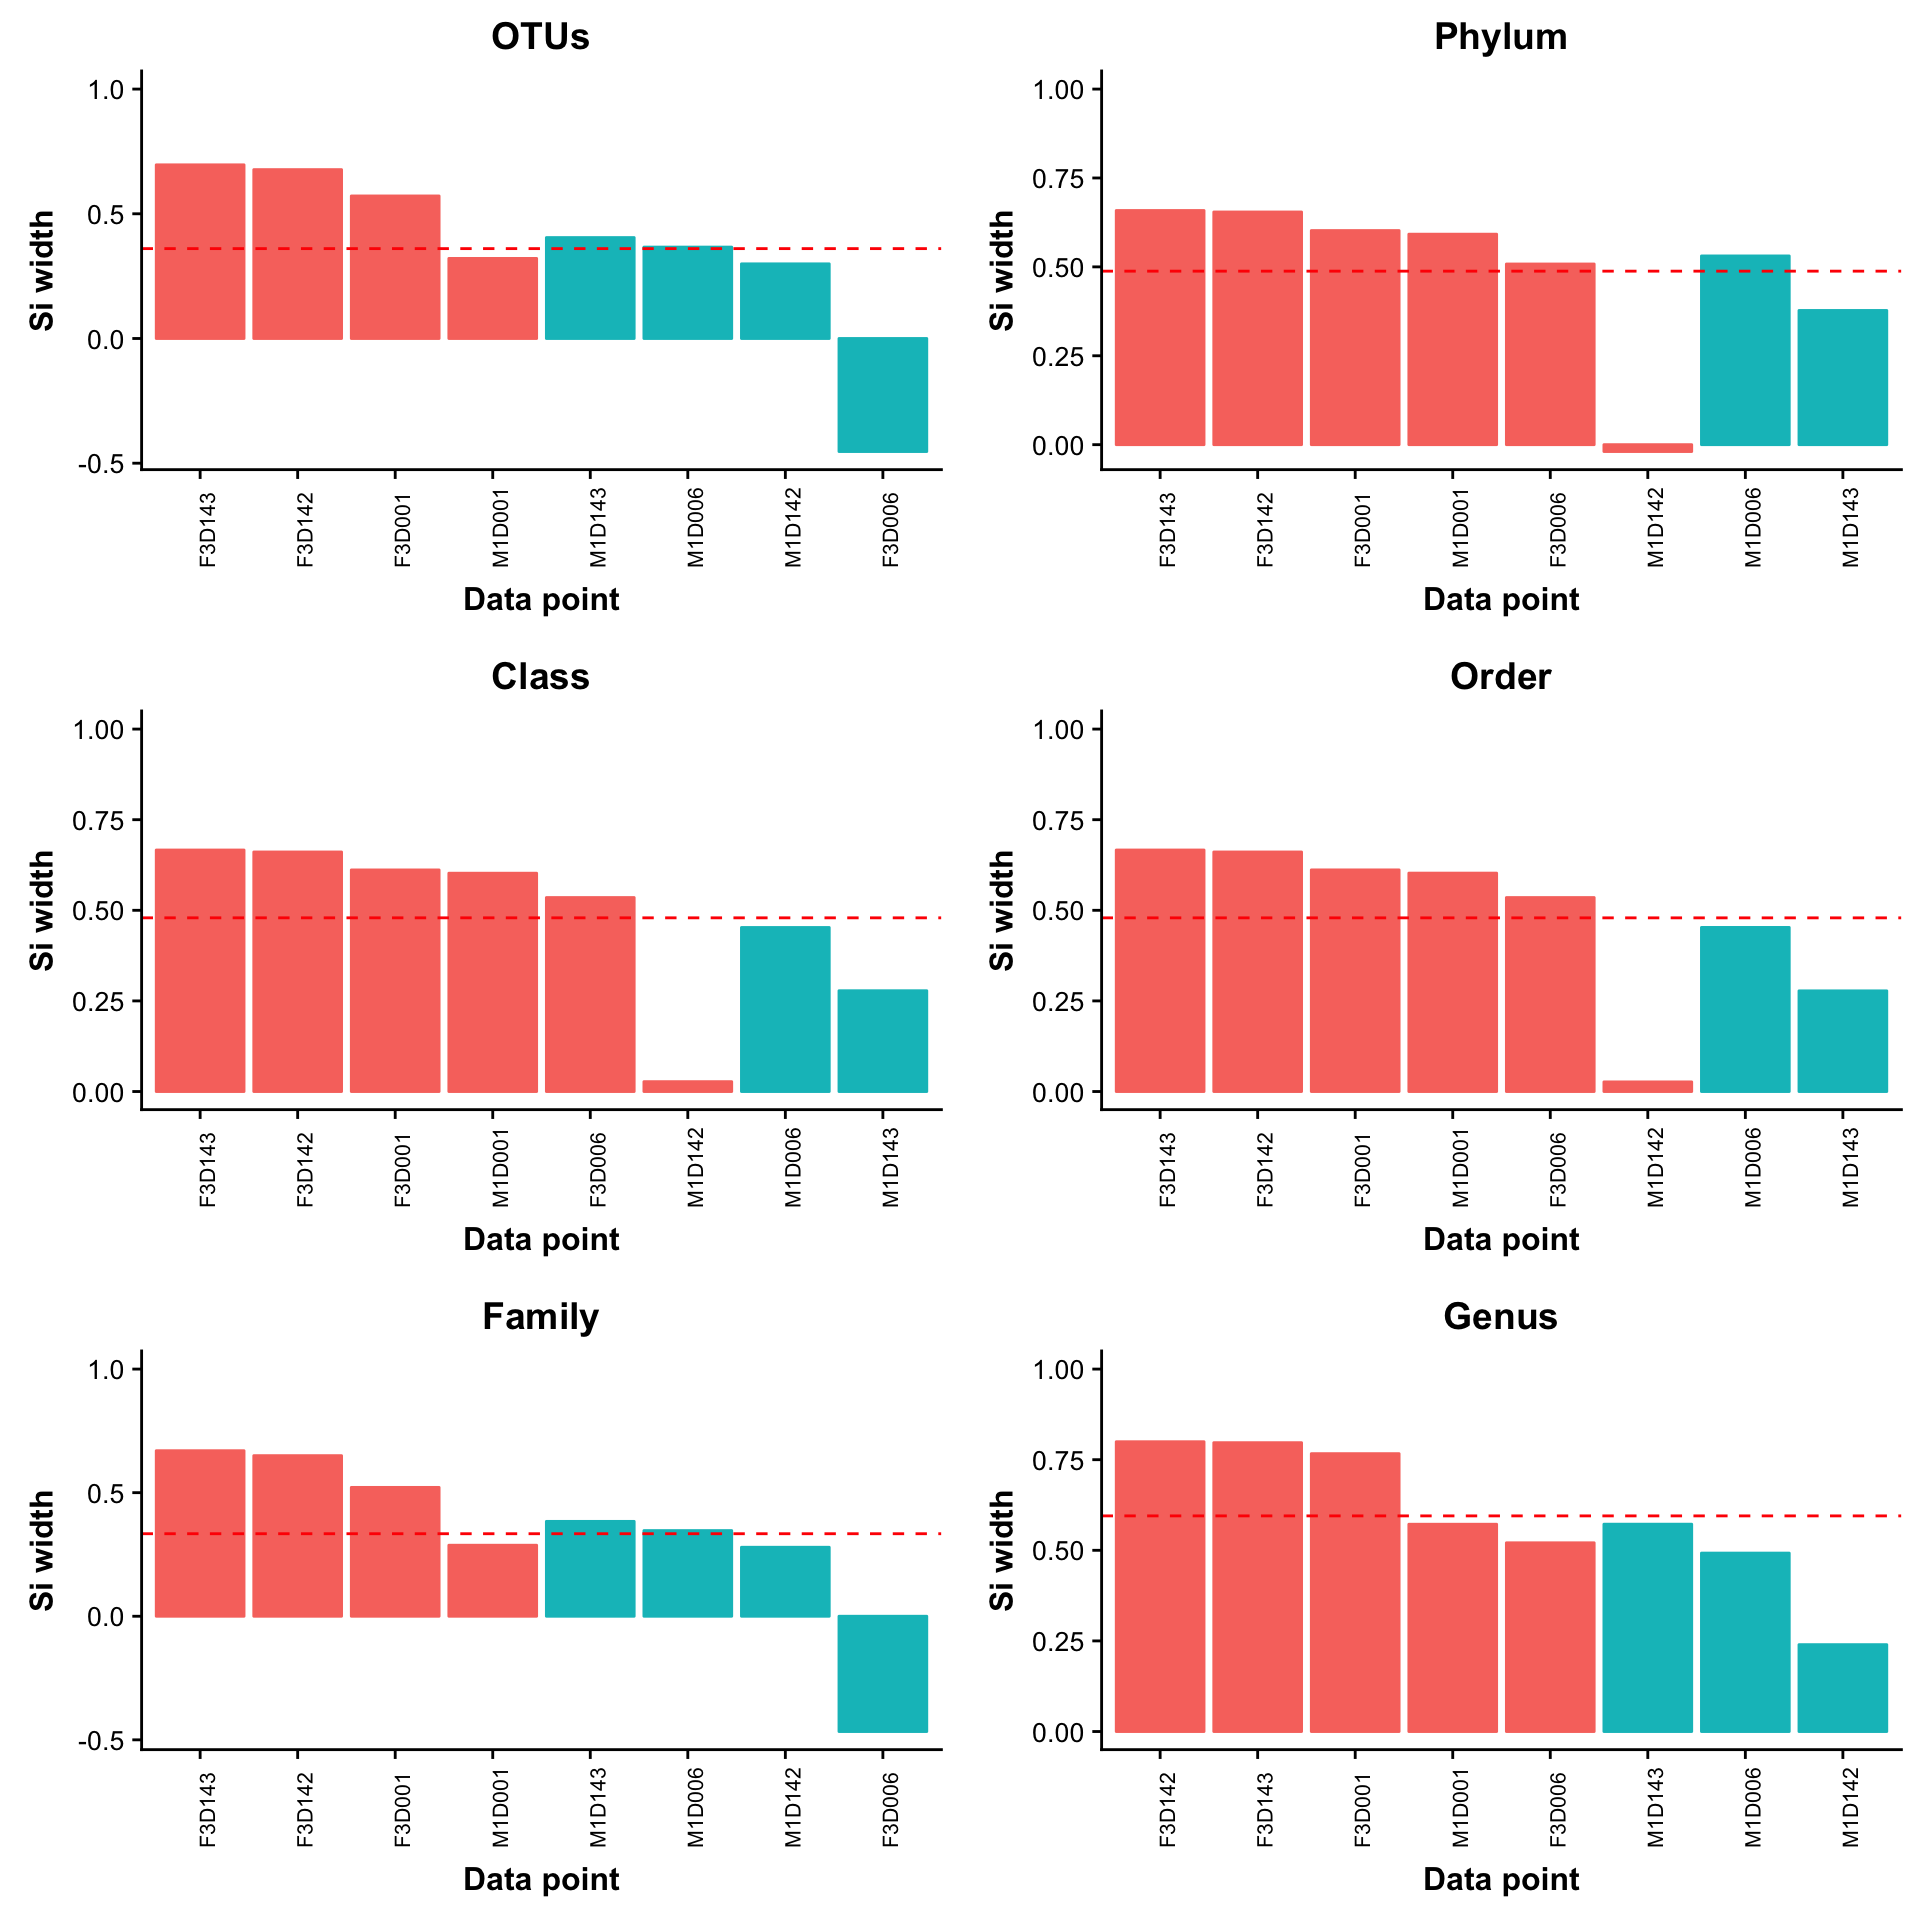 OTUs
Si width
1.0
0.5
0.0
-0.5
F3D143
F3D142
F3D001
M1D001
M1D143
M1D006
M1D142
F3D006
Data point
Phylum
Si width
1.00
0.75
0.50
0.25
0.00
F3D143
F3D142
F3D001
M1D001
F3D006
M1D142
M1D006
M1D143
Data point
Class
Si width
1.00
0.75
0.50
0.25
0.00
F3D143
F3D142
F3D001
M1D001
F3D006
M1D142
M1D006
M1D143
Data point
Order
Si width
1.00
0.75
0.50
0.25
0.00
F3D143
F3D142
F3D001
M1D001
F3D006
M1D142
M1D006
M1D143
Data point
Family
Si width
1.0
0.5
0.0
-0.5
F3D143
F3D142
F3D001
M1D001
M1D143
M1D006
M1D142
F3D006
Data point
Genus
Si width
1.00
0.75
0.50
0.25
0.00
F3D142
F3D143
F3D001
M1D001
F3D006
M1D143
M1D006
M1D142
Data point